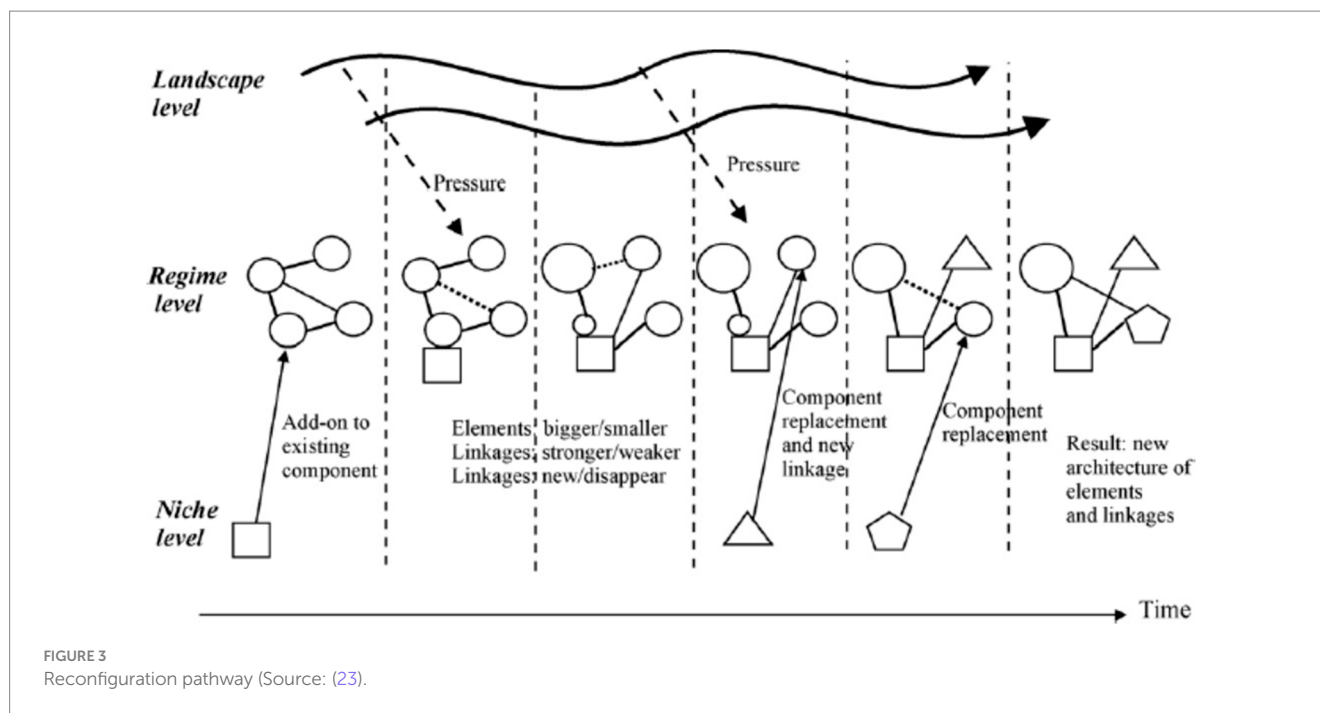 Landscape
level
Pressure
Pressure
Regime
level
Add-on to
existing
component
Elements: bigger/smaller
Linkages: stronger/weaker
Linkages: new/disappear
Component
replacement
and new
linkage
Component
replacement
Result: new
architecture of
elements
and linkages
Niche
level
Time
FIGURE 3
Reconfiguration pathway (Source: (23).